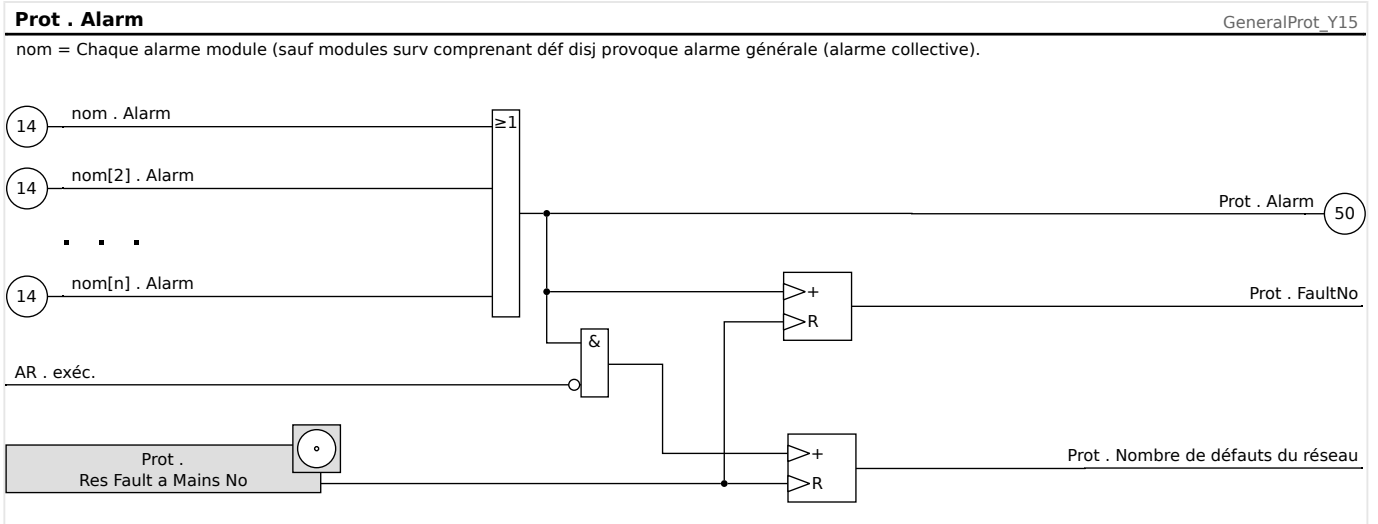 Prot . Alarm
GeneralProt_Y15
nom = Chaque alarme module (sauf modules surv comprenant déf disj provoque alarme générale (alarme collective).
14
nom . Alarm
≥1
14
nom[2] . Alarm
Prot . Alarm
50
. . .
14
nom[n] . Alarm
+
Prot . FaultNo
R
&
AR . exéc.
Prot .
Res Fault a Mains No
+
Prot . Nombre de défauts du réseau
R